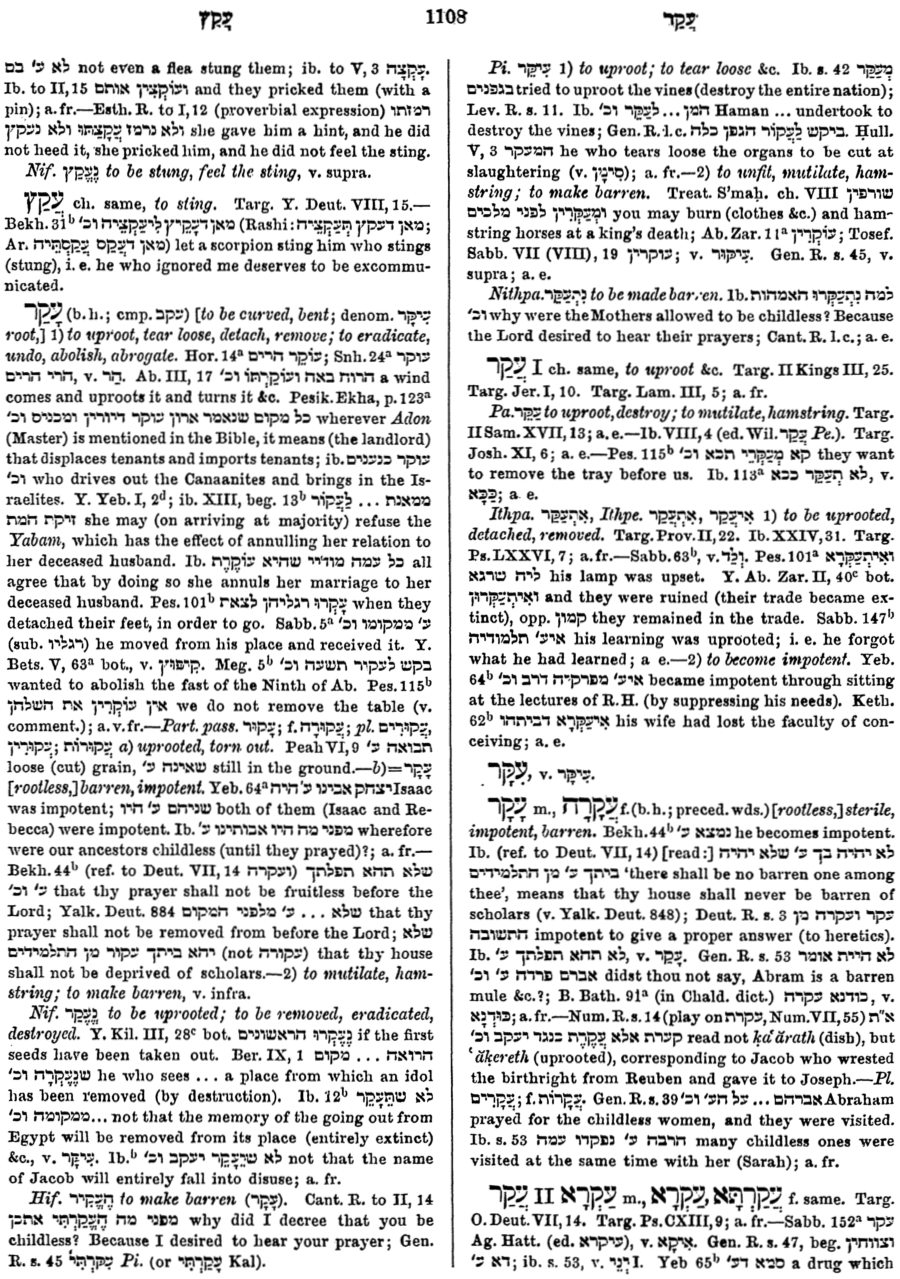 עֲקַץ
1108
עֲקַר
לא ע׳ בם not even a flea stung them; ib. to V, 3 עָקְצָה.
Ib. to II, 15 ועוקצין אותם and they pricked them (with a
pin); a. fr.—Esth. R. to I, 12 (proverbial expression) רמזתו
ולא נרמז עֲקָצַתּוּ ולא נעקץ she gave him a hint, and he did
not heed it, she pricked him, and he did not feel the sting.
Nif. נֶעֱקַץ to be stung, feel the sting, v. supra.
עֲקַץ ch. same, to sting. Targ. Y. Deut. VIII, 15.—
Bekh. 31ᵇ מאן דעקיץ לִיעַקְצֵיהּ וכ׳ (Rashi: מאן דעקץ תַּעֲקְצֵיהּ;
Ar. מאן דעקס עקסתיה) let a scorpion sting him who stings
(stung), i. e. he who ignored me deserves to be excommu-
nicated.
עָקַר (b. h.; cmp. עקב) [to be curved, bent; denom. עִיקָּר
root,] 1) to uproot, tear loose, detach, remove; to eradicate,
undo, abolish, abrogate. Hor. 14ᵃ עוֹקֵר הרים; Snh. 24ᵃ עוקר
הרי הרים, v. הַר. Ab. III, 17 הרוח באה ועוקַרְתּוֹ וכ׳ a wind
comes and uproots it and turns it &c. Pesik. Ekha, p. 123ᵃ
כל מקום שנאמר ארון עוקר דיורין ומכניס וכ׳ wherever Adon
(Master) is mentioned in the Bible, it means (the landlord)
that displaces tenants and imports tenants; ib. עוקר כנענים
וכ׳ who drives out the Canaanites and brings in the Is-
raelites. Y. Yeb. I, 2ᵈ; ib. XIII, beg. 13ᵇ ממאנת ... לַעֲקוֹר
זיקת המת she may (on arriving at majority) refuse the
Yabam, which has the effect of annulling her relation to
her deceased husband. Ib. כל עמה מודיי שהיא עוֹקֶרֶת all
agree that by doing so she annuls her marriage to her
deceased husband. Pes. 101ᵇ עָקְרוּ רגליהן לצאת when they
detached their feet, in order to go. Sabb. 5ᵃ ע׳ ממקומו וכ׳
(sub. רגליו) he moved from his place and received it. Y.
Bets. V, 63ᵃ bot., v. קִיפּוּץ. Meg. 5ᵇ בקש לעקיר תשעה וכ׳
wanted to abolish the fast of the Ninth of Ab. Pes. 115ᵇ
אין עוֹקְרִין את השלחן we do not remove the table (v.
comment.); a. v. fr.—Part. pass. עָקוּר; f. עֲקוּרָה; pl. עֲקוּרִים,
עֲקוּרִין; עֲקוּרוֹת a) uprooted, torn out. Peah VI, 9 תבואה ע׳
loose (cut) grain, שאינה ע׳ still in the ground.—b)=עָקָר
[rootless,] barren, impotent. Yeb. 64ᵃ יצחק אבינו ע׳ היה Isaac
was impotent; שניהם ע׳ היו both of them (Isaac and Re-
becca) were impotent. Ib. מפני מה היו אבותינו ע׳ wherefore
were our ancestors childless (until they prayed)?; a. fr.—
Bekh. 44ᵇ (ref. to Deut. VII, 14 ועקרה) שלא תהא תפלתך
ע׳ וכ׳ that thy prayer shall not be fruitless before the
Lord; Yalk. Deut. 884 שלא ... ע׳ מלפני המקום that thy
prayer shall not be removed from before the Lord; שלא
יהא ביתך עקור מן התלמידים (not עקורה) that thy house
shall not be deprived of scholars.—2) to mutilate, ham-
string; to make barren, v. infra.
Nif. נֶעֱקַר to be uprooted; to be removed, eradicated,
destroyed. Y. Kil. III, 28ᶜ bot. נֶעֶקְרוּ הראשונים if the first
seeds have been taken out. Ber. IX, 1 הרואה ... מקום
שנֶּעֶקְרָה וכ׳ he who sees ... a place from which an idol
has been removed (by destruction). Ib. 12ᵇ לא שתֵּעָקֵר
ממקומה וכ׳ ... not that the memory of the going out from
Egypt will be removed from its place (entirely extinct)
&c., v. עִיקָּר. Ib.ᵇ לא שיֵּעָקֵר יעקב וכ׳ not that the name
of Jacob will entirely fall into disuse; a. fr.
Hif. הֶעֱקִיר to make barren (עָקָר). Cant. R. to II, 14
מפני מה הֶעֱקַרְתִּי אתכן why did I decree that you be
childless? Because I desired to hear your prayer; Gen.
R. s. 45 עִקַּרְתִּי Pi. (or עֲקַרְתִּי Kal).
Pi. עִיקֵּר 1) to uproot; to tear loose &c. Ib. s. 42 מְעַקֵּר
בגפנים tried to uproot the vines (destroy the entire nation);
Lev. R. s. 11. Ib. המן ... לעַקֵּר וכ׳ Haman ... undertook to
destroy the vines; Gen. R. l. c. ביקש לַעֲקוֹר הגפן כלה. Ḥull.
V, 3 המעקר he who tears loose the organs to be cut at
slaughtering (v. סִימָן); a. fr.—2) to unfit, mutilate, ham-
string; to make barren. Treat. S'maḥ. ch. VIII שורפין
ומְעַקְּרִין לפני מלכים you may burn (clothes &c.) and ham-
string horses at a king's death; Ab. Zar. 11ᵃ עוֹקְרִין; Tosef.
Sabb. VII (VIII), 19 עוקרין; v. עִיקּוּר. Gen. R. s. 45, v.
supra; a. e.
Nithpa. נִתְעַקֵּר to be made barren. Ib. למה נִתְעַקְּרוּ האמהות
וכ׳ why were the Mothers allowed to be childless? Because
the Lord desired to hear their prayers; Cant. R. l. c.; a. e.
עֲקַר I ch. same, to uproot &c. Targ. II Kings III, 25.
Targ. Jer. I, 10. Targ. Lam. III, 5; a. fr.
Pa. עַקַּר to uproot, destroy; to mutilate, hamstring. Targ.
II Sam. XVII, 13; a. e.—Ib. VIII, 4 (ed. Wil. עֲקַר Pe.). Targ.
Josh. XI, 6; a. e.—Pes. 115ᵇ קא מְעַקְּרֵי תכא וכ׳ they want
to remove the tray before us. Ib. 113ᵃ לא תְּעַקַּר ככא, v.
כַּכָּא; a. e.
Ithpa. אִתְעַקַּר, Ithpe. אִתְעֲקַר, אִיעֲקַר 1) to be uprooted,
detached, removed. Targ. Prov. II, 22. Ib. XXIV, 31. Targ.
Ps. LXXVI, 7; a. fr.—Sabb. 63ᵇ, v. וְלַד. Pes. 101ᵃ ואיתְעַקְרָא
ליה שרגא his lamp was upset. Y. Ab. Zar. II, 40ᶜ bot.
ואיתְעַקְּרוּן and they were ruined (their trade became ex-
tinct), opp. קמון they remained in the trade. Sabb. 147ᵇ
איע׳ תלמודיה his learning was uprooted; i. e. he forgot
what he had learned; a. e.—2) to become impotent. Yeb.
64ᵇ איע׳ מפרקיה דרב וכ׳ became impotent through sitting
at the lectures of R. H. (by suppressing his needs). Keth.
62ᵇ אִיעַקְּרָא דביתהו his wife had lost the faculty of con-
ceiving; a. e.
עִקָּר, v. עִיקָּר.
עָקָר m., עֲקָרָה f. (b. h.; preced. wds.) [rootless,] sterile,
impotent, barren. Bekh. 44ᵇ נמצא ע׳ he becomes impotent.
Ib. (ref. to Deut. VII, 14) [read:] לא יהיה בך ע׳ שלא יהיה
ביתך ע׳ מן התלמידים 'there shall be no barren one among
thee', means that thy house shall never be barren of
scholars (v. Yalk. Deut. 848); Deut. R. s. 3 עקר ועקרה מן
התשובה impotent to give a proper answer (to heretics).
Ib. לא תהא תפלתך ע׳, v. עָקַר. Gen. R. s. 53 לא היית אומר
אברם פרדה ע׳ וכ׳ didst thou not say, Abram is a barren
mule &c.?; B. Bath. 91ᵃ (in Chald. dict.) כודנא עקרה, v.
כּוּדְנָא; a. fr.—Num. R. s. 14 (play on קערת, Num. VII, 55) א״ת
קערת אלא עֲקֶרֶת כנגד יעקב וכ׳ read not ḳa‘ărath (dish), but
‘ăḳereth (uprooted), corresponding to Jacob who wrested
the birthright from Reuben and gave it to Joseph.—Pl.
עֲקָרִים; f. עֲקָרוֹת. Gen. R. s. 39 אברהם ... על הע׳ וכ׳ Abraham
prayed for the childless women, and they were visited.
Ib. s. 53 הרבה ע׳ נפקדו עמה many childless ones were
visited at the same time with her (Sarah); a. fr.
עֲקַר II עַקְרָא m., עַקְרָא, עֲקַרְתָּא f. same. Targ.
O. Deut. VII, 14. Targ. Ps. CXIII, 9; a. fr.—Sabb. 152ᵃ עקר
Ag. Hatt. (ed. עיקרא), v. אִיקָא. Gen. R. s. 47, beg. וצווחין
דא ע׳; ib. s. 53, v. יְנֵי I. Yeb 65ᵇ סמא דע׳ a drug which